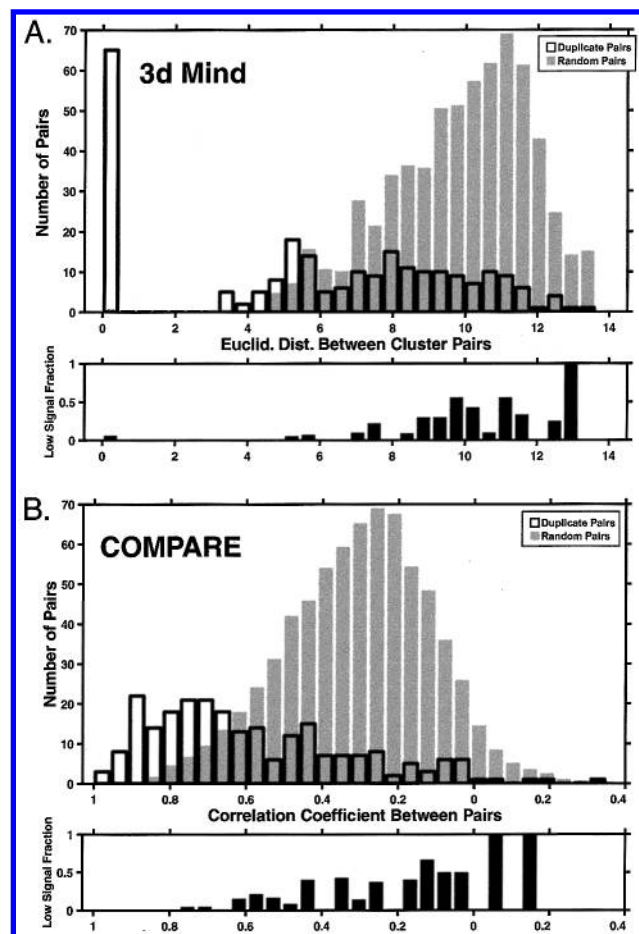 A.
3d Mind
Duplicate Pairs
Random Pairs
Number of Pairs
70
60
50
40
30
20
10
0
0 2 4 6 8 10 12 14
Euclid. Dist. Between Cluster Pairs
Low Signal Fraction
1
0.5
0
0 2 4 6 8 10 12 14
B.
COMPARE
Duplicate Pairs
Random Pairs
Number of Pairs
70
60
50
40
30
20
10
0
1 0.8 0.6 0.4 0.2 0 0.2 0.4
Correlation Coefficient Between Pairs
Low Signal Fraction
1
0.5
0
1 0.8 0.6 0.4 0.2 0 0.2 0.4